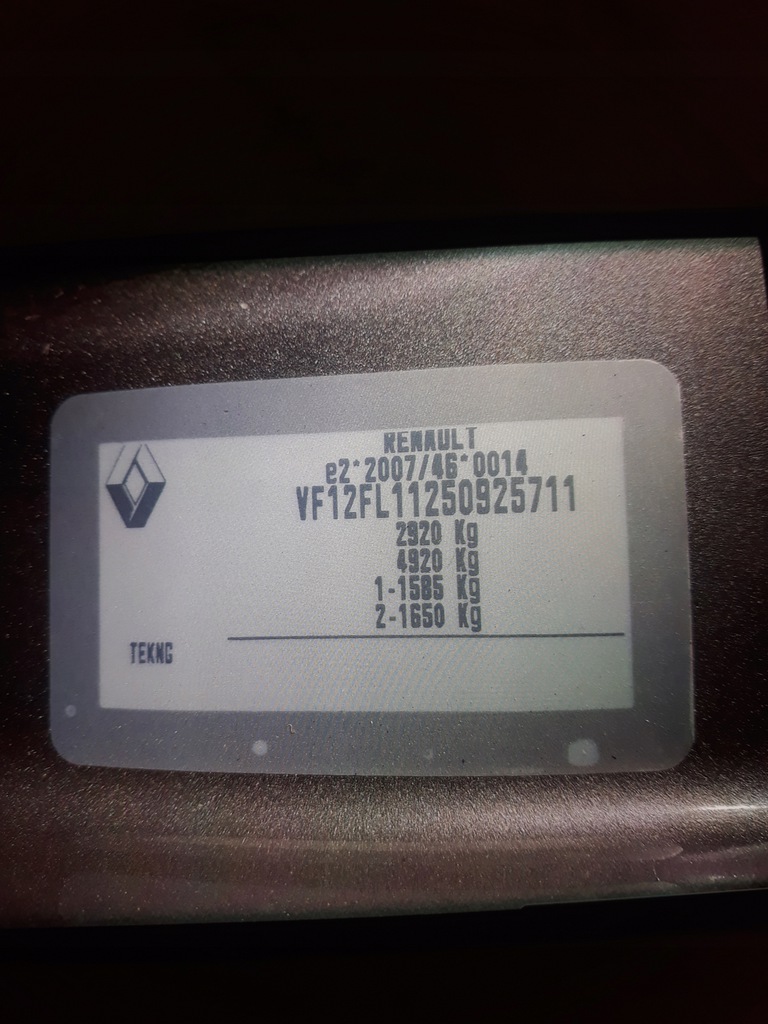 RENAULT
e2*2007/46*0014
VF12FL11250925711
2920 Kg
4920 Kg
1-1585 Kg
2-1650 Kg
TEKNG